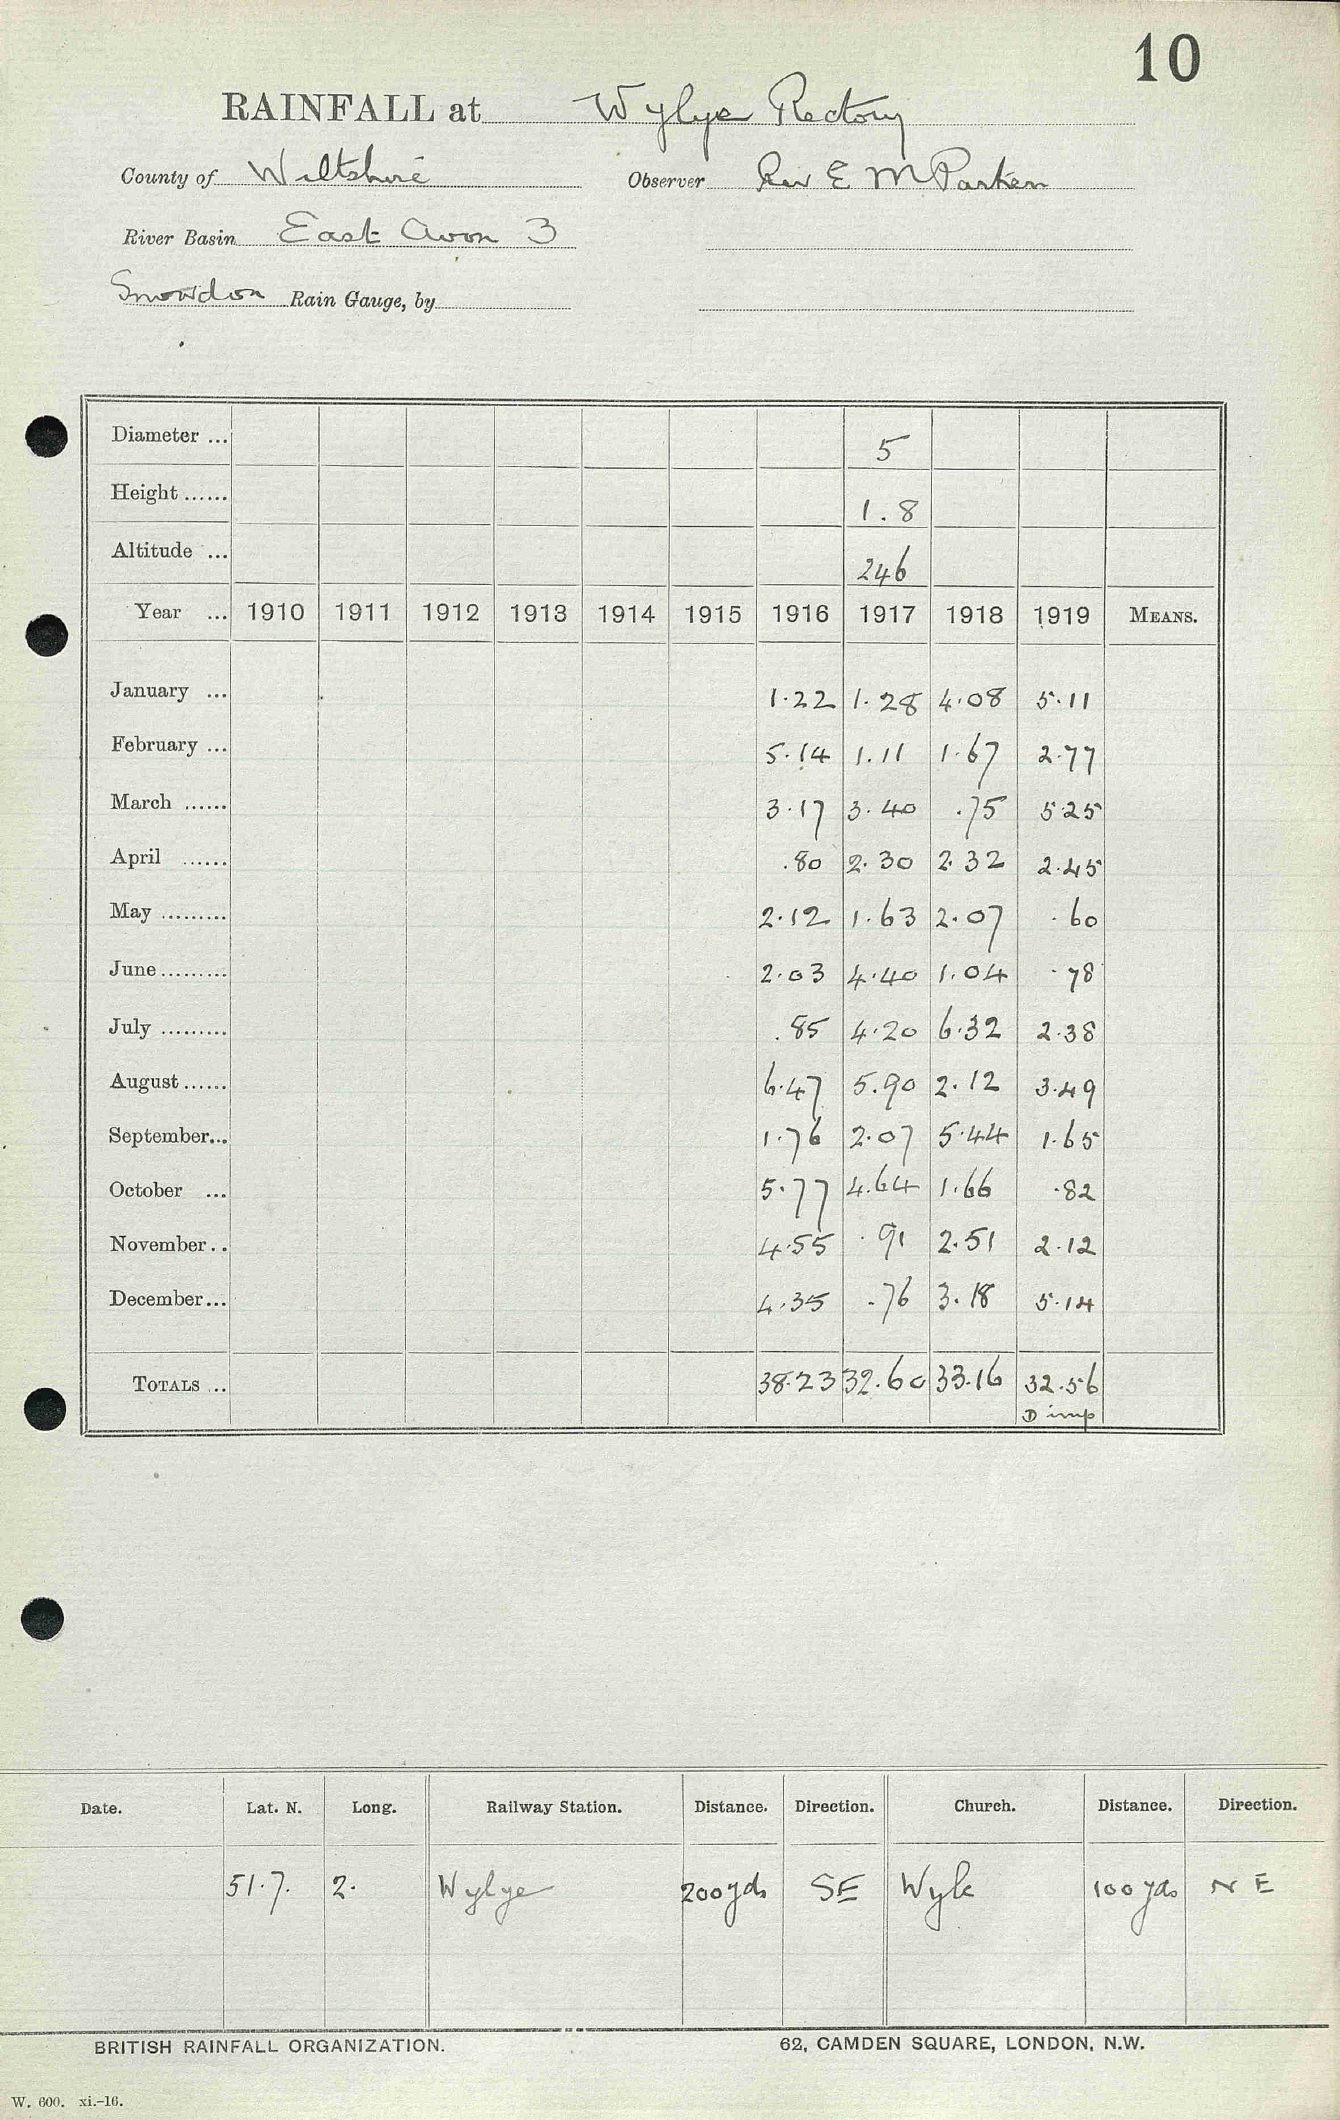 10
RAINFALL at Wylye Rectory
County of Wiltshire Observer Rev E M Parken
River Basin East Avon 3
Snowdon Rain Gauge, by
Diameter ... 5
Height ...... 1.8
Altitude ... 246
Year ... 1910 1911 1912 1913 1914 1915 1916 1917 1918 1919 MEANS.
January ... 1.22 1.28 4.08 5.11
February ... 5.14 1.11 1.67 2.77
March ...... 3.17 3.40 .75 5.25
April ...... .80 2.30 2.32 2.45
May ......... 2.12 1.63 2.07 .60
June ......... 2.03 4.40 1.04 .78
July ......... .85 4.20 6.32 2.38
August ...... 6.47 5.90 2.12 3.49
September... 1.76 2.07 5.44 1.65
October ... 5.77 4.64 1.66 .82
November .. 4.55 .91 2.51 2.12
December... 4.35 .76 3.18 5.14
TOTALS ... 38.23 32.60 33.16 32.56
D imp
Date. Lat. N. Long. Railway Station. Distance. Direction. Church. Distance. Direction.
51.7. 2. Wylye 200 yds SE Wyle 100 yds N E
BRITISH RAINFALL ORGANIZATION. 62, CAMDEN SQUARE, LONDON, N.W.
W. 600. xi.-16.